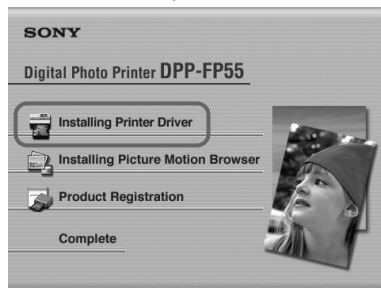 SONY
Digital Photo Printer DPP-FP55
Installing Printer Driver
Installing Picture Motion Browser
Product Registration
Complete